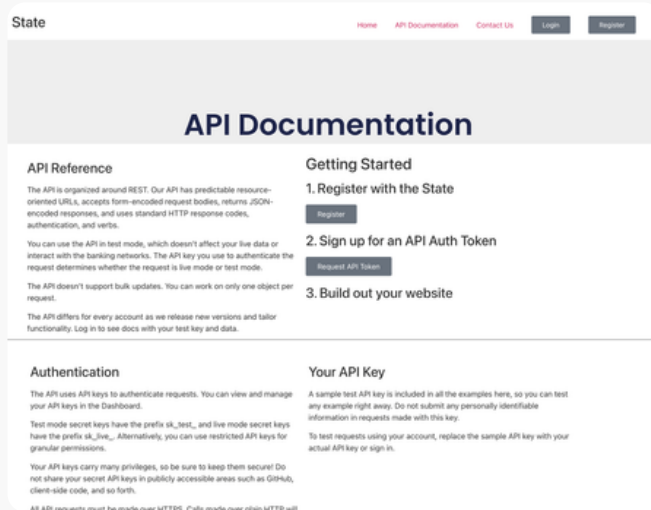 State
Home
API Documentation
Contact Us
Login
Register
API Documentation
API Reference
The API is organized around REST. Our API has predictable resource-
oriented URLs, accepts form-encoded request bodies, returns JSON-
encoded responses, and uses standard HTTP response codes,
authentication, and verbs.
You can use the API in test mode, which doesn't affect your live data or
interact with the banking networks. The API key you use to authenticate the
request determines whether the request is live mode or test mode.
The API doesn't support bulk updates. You can work on only one object per
request.
The API differs for every account as we release new versions and tailor
functionality. Log in to see docs with your test key and data.
Getting Started
1. Register with the State
Register
2. Sign up for an API Auth Token
Request API Token
3. Build out your website
Authentication
The API uses API keys to authenticate requests. You can view and manage
your API keys in the Dashboard.
Test mode secret keys have the prefix sk_test_ and live mode secret keys
have the prefix sk_live_. Alternatively, you can use restricted API keys for
granular permissions.
Your API keys carry many privileges, so be sure to keep them secure! Do
not share your secret API keys in publicly accessible areas such as GitHub,
client-side code, and so forth.
All API requests must be made over HTTPS. Calls made over plain HTTP will
Your API Key
A sample test API key is included in all the examples here, so you can test
any example right away. Do not submit any personally identifiable
information in requests made with this key.
To test requests using your account, replace the sample API key with your
actual API key or sign in.